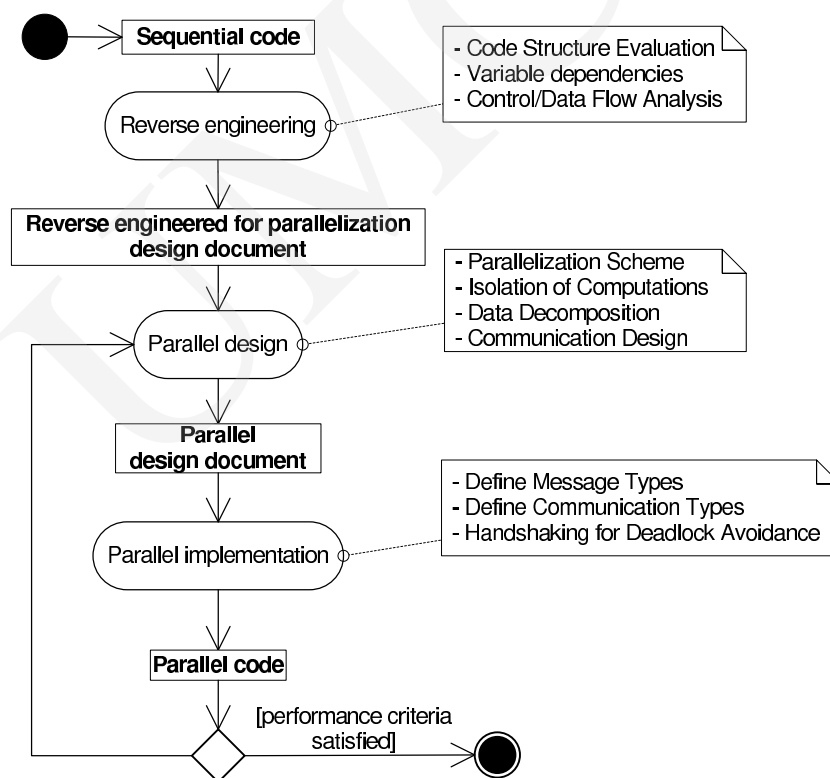 Sequential code
- Code Structure Evaluation
- Variable dependencies
- Control/Data Flow Analysis
Reverse engineering
Reverse engineered for parallelization
design document
- Parallelization Scheme
- Isolation of Computations
- Data Decomposition
- Communication Design
Parallel design
Parallel
design document
- Define Message Types
- Define Communication Types
- Handshaking for Deadlock Avoidance
Parallel implementation
Parallel code
[performance criteria
satisfied]